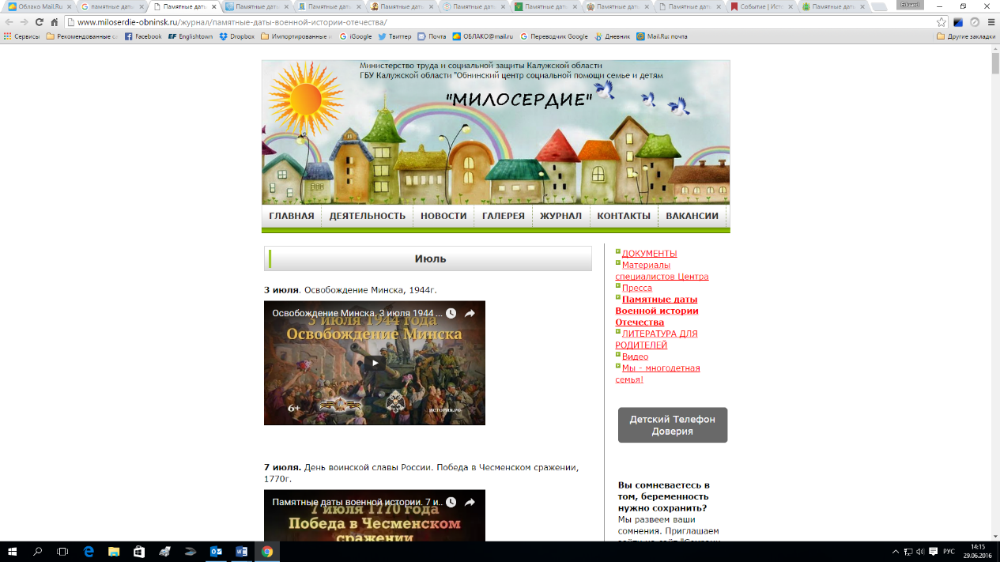 Облако Mail.Ru
памятные даты
Памятные даты
Памятные даты
Памятные дат
Памятные дать
Памятные дать
Памятные дат
Памятные дат
Памятные дат
Событие | Исто
Памятные дат
Eduard
www.miloserdie-obninsk.ru/журнал/памятные-даты-военной-истории-отечества/
Сервисы Рекомендованные са Facebook EF Englishtown Dropbox Импортированные и iGoogle Твиттер Почта ОБЛАКО@mail.ru Переводчик Google Дневник Mail.Ru: почта Другие закладки
Министерство труда и социальной защиты Калужской области
ГБУ Калужской области "Обнинский центр социальной помощи семье и детям
"МИЛОСЕРДИЕ"
ГЛАВНАЯ ДЕЯТЕЛЬНОСТЬ НОВОСТИ ГАЛЕРЕЯ ЖУРНАЛ КОНТАКТЫ ВАКАНСИИ
Июль
3 июля. Освобождение Минска, 1944г.
Освобождение Минска. 3 июля 1944 ...
3 июля 1944 года
Освобождение Минска
6+
ИСТОРИЯ.РФ
7 июля. День воинской славы России. Победа в Чесменском сражении,
1770г.
Памятные даты военной истории. 7 и...
7 июля 1770 года
Победа в Чесменском
сражении
ДОКУМЕНТЫ
Материалы
специалистов Центра
Пресса
Памятные даты
Военной истории
Отечества
ЛИТЕРАТУРА ДЛЯ
РОДИТЕЛЕЙ
Видео
Мы - многодетная
семья!
Детский Телефон
Доверия
Вы сомневаетесь в
том, беременность
нужно сохранить?
Мы развеем ваши
сомнения. Приглашаем
РУС
14:15
29.06.2016